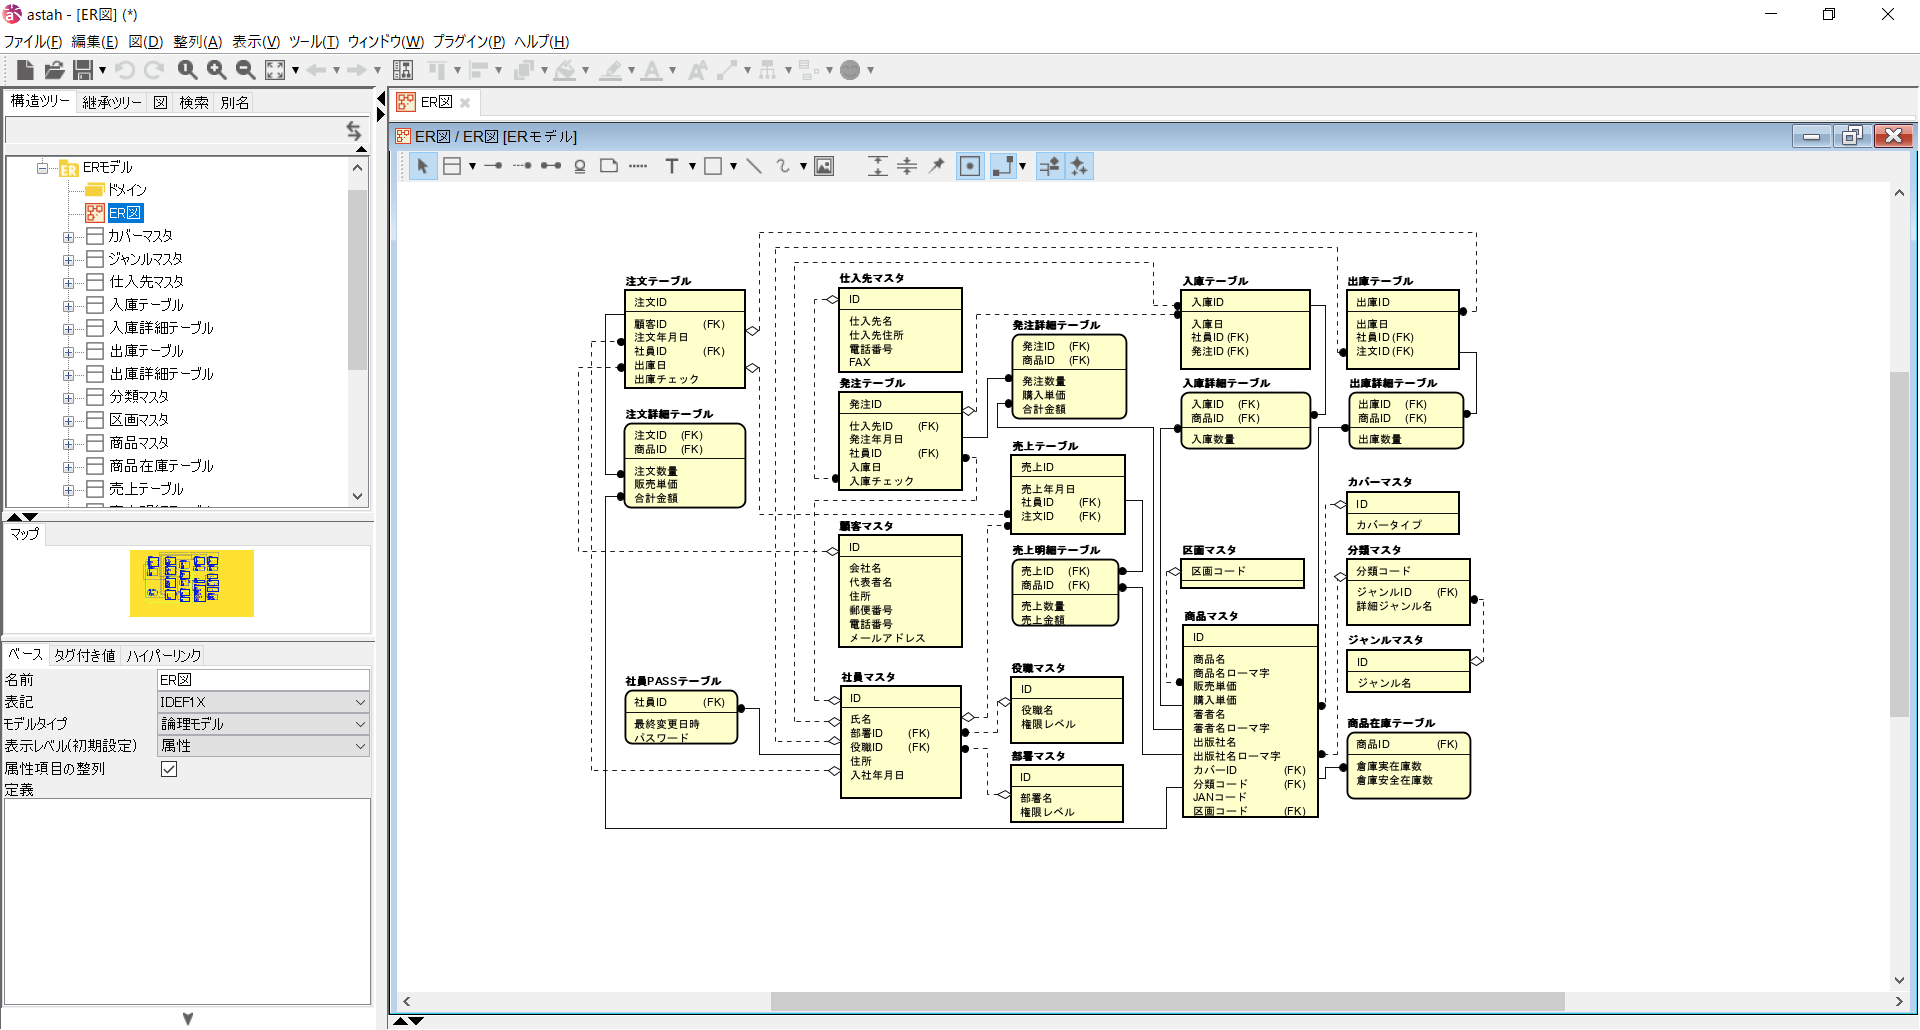 astah - [ER図] (*)
ファイル(F) 編集(E) 図(D) 整列(A) 表示(V) ツール(T) ウィンドウ(W) プラグイン(P) ヘルプ(H)
構造ツリー 継承ツリー 図 検索 別名
ERモデル
ドメイン
ER図
カバーマスタ
ジャンルマスタ
仕入先マスタ
入庫テーブル
入庫詳細テーブル
出庫テーブル
出庫詳細テーブル
分類マスタ
区画マスタ
商品マスタ
商品在庫テーブル
売上テーブル
マップ
ベース タグ付き値 ハイパーリンク
名前 ER図
表記 IDEF1X
モデルタイプ 論理モデル
表示レベル(初期設定) 属性
属性項目の整列
定義
ER図
ER図 / ER図 [ERモデル]
注文テーブル
注文ID
顧客ID (FK)
注文年月日
社員ID (FK)
出庫日
出庫チェック
注文詳細テーブル
注文ID (FK)
商品ID (FK)
注文数量
販売単価
合計金額
社員PASSテーブル
社員ID (FK)
最終変更日時
パスワード
仕入先マスタ
ID
仕入先名
仕入先住所
電話番号
FAX
発注テーブル
発注ID
仕入先ID (FK)
発注年月日
社員ID (FK)
入庫日
入庫チェック
顧客マスタ
ID
会社名
代表者名
住所
郵便番号
電話番号
メールアドレス
社員マスタ
ID
氏名
部署ID (FK)
役職ID (FK)
住所
入社年月日
発注詳細テーブル
発注ID (FK)
商品ID (FK)
発注数量
購入単価
合計金額
売上テーブル
売上ID
売上年月日
社員ID (FK)
注文ID (FK)
売上明細テーブル
売上ID (FK)
商品ID (FK)
売上数量
売上金額
役職マスタ
ID
役職名
権限レベル
部署マスタ
ID
部署名
権限レベル
入庫テーブル
入庫ID
入庫日
社員ID (FK)
発注ID (FK)
入庫詳細テーブル
入庫ID (FK)
商品ID (FK)
入庫数量
区画マスタ
区画コード
商品マスタ
ID
商品名
商品名ローマ字
販売単価
購入単価
著者名
著者名ローマ字
出版社名
出版社名ローマ字
カバーID (FK)
分類コード (FK)
JANコード
区画コード (FK)
出庫テーブル
出庫ID
出庫日
社員ID (FK)
注文ID (FK)
出庫詳細テーブル
出庫ID (FK)
商品ID (FK)
出庫数量
カバーマスタ
ID
カバータイプ
分類マスタ
分類コード
ジャンルID (FK)
詳細ジャンル名
ジャンルマスタ
ID
ジャンル名
商品在庫テーブル
商品ID (FK)
倉庫実在庫数
倉庫安全在庫数